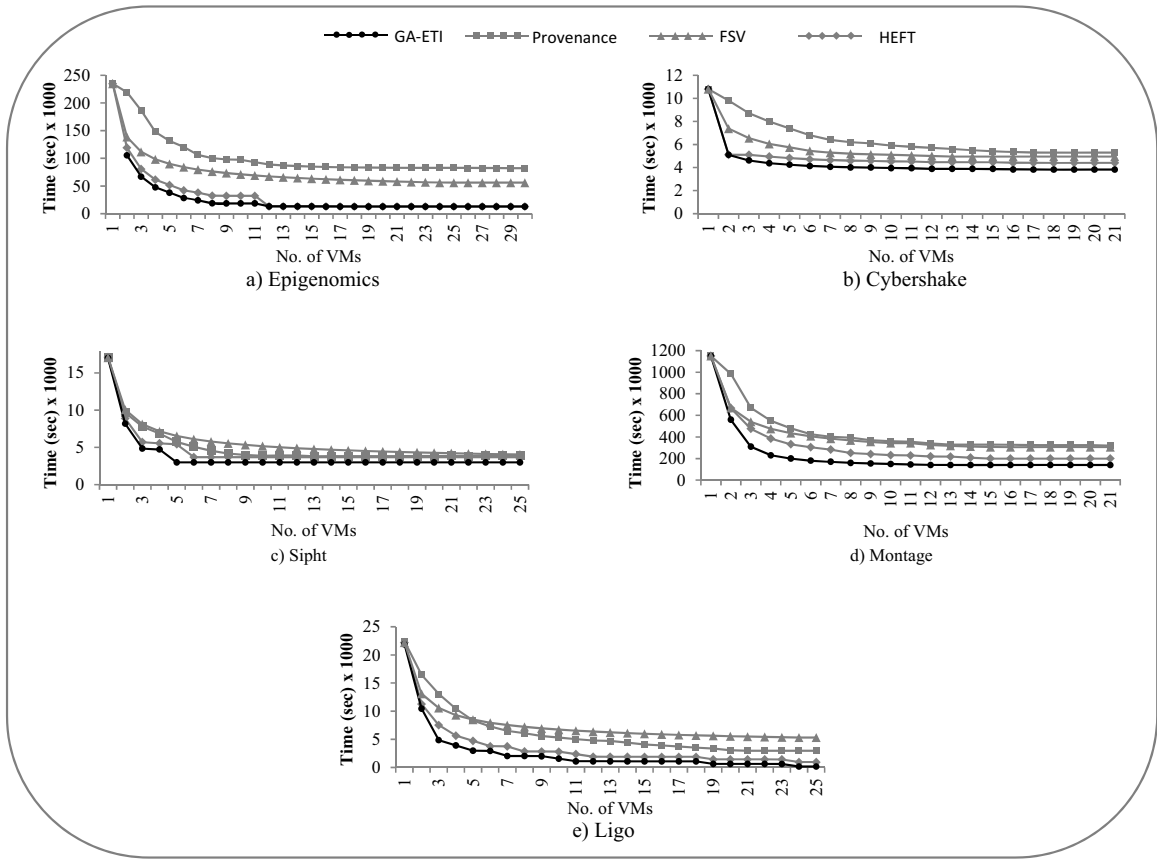 GA-ETI Provenance FSV HEFT
Time (sec) x 1000
250
200
150
100
50
0
1 3 5 7 9 11 13 15 17 19 21 23 25 27 29
No. of VMs
a) Epigenomics
Time (sec) x 1000
12
10
8
6
4
2
0
1 2 3 4 5 6 7 8 9 10 11 12 13 14 15 16 17 18 19 20 21
No. of VMs
b) Cybershake
Time (sec) x 1000
15
10
5
0
1 3 5 7 9 11 13 15 17 19 21 23 25
No. of VMs
c) Sipht
Time (sec) x 1000
1200
1000
800
600
400
200
0
1 2 3 4 5 6 7 8 9 10 11 12 13 14 15 16 17 18 19 20 21
No. of VMs
d) Montage
Time (sec) x 1000
25
20
15
10
5
0
1 3 5 7 9 11 13 15 17 19 21 23 25
No. of VMs
e) Ligo